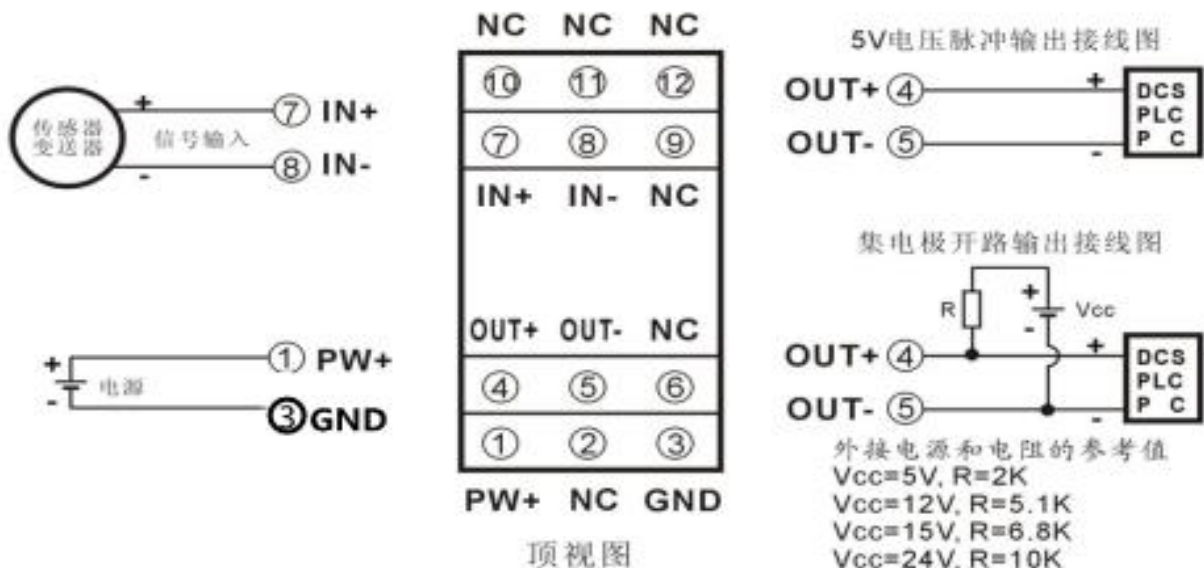 NC NC NC
⑩ ⑪ ⑫
⑦ ⑧ ⑨
IN+ IN- NC
OUT+ OUT- NC
④ ⑤ ⑥
① ② ③
PW+ NC GND
顶视图
传感器
变送器
+ 信号输入 -
⑦ IN+
⑧ IN-
+ 电源 -
① PW+
③ GND
5V电压脉冲输出接线图
OUT+ ④ +
OUT- ⑤ -
DCS
PLC
P C
集电极开路输出接线图
R + - Vcc
OUT+ ④ +
OUT- ⑤ -
DCS
PLC
P C
外接电源和电阻的参考值
Vcc=5V, R=2K
Vcc=12V, R=5.1K
Vcc=15V, R=6.8K
Vcc=24V, R=10K